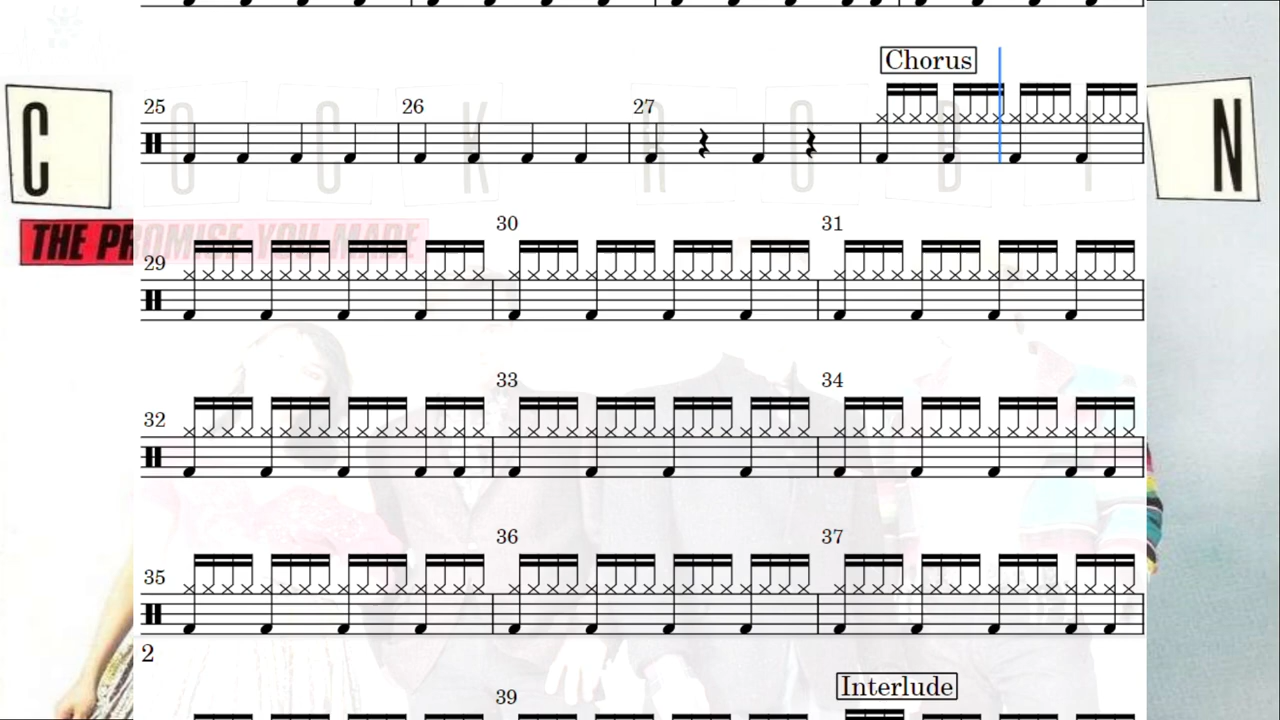 Chorus
25 26 27
C O C K R O B I N
THE PROMISE YOU MADE
30 31
29
33 34
32
36 37
35
2
Interlude
39